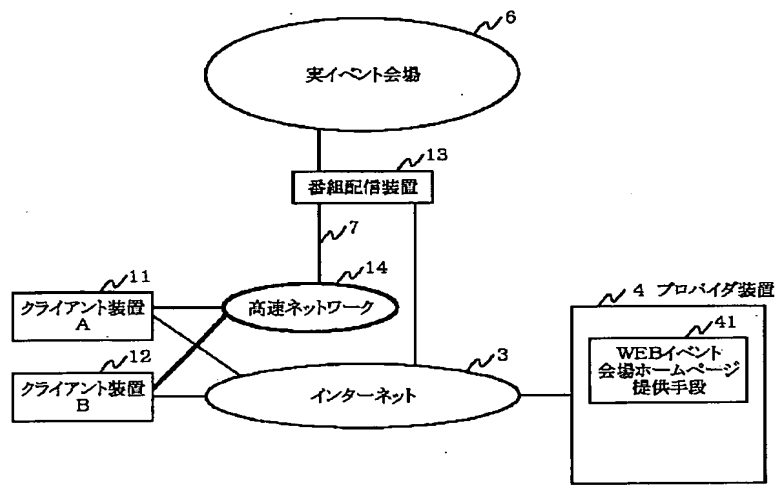 6
実イベント会場
13
番組配信装置
7
14
11
クライアント装置
A
高速ネットワーク
4 プロバイダ装置
41
12
3
WEBイベント
会場ホームページ
提供手段
クライアント装置
B
インターネット